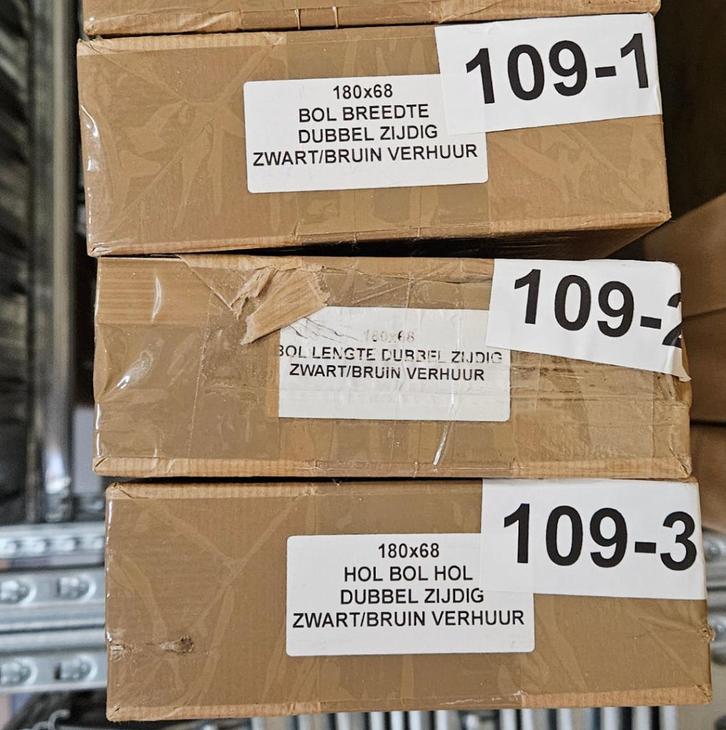 109-1
180x68
BOL BREEDTE
DUBBEL ZIJDIG
ZWART/BRUIN VERHUUR
109-2
180x68
BOL LENGTE DUBBEL ZIJDIG
ZWART/BRUIN VERHUUR
109-3
180x68
HOL BOL HOL
DUBBEL ZIJDIG
ZWART/BRUIN VERHUUR